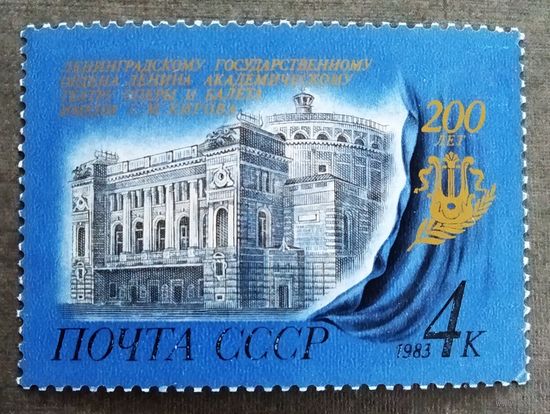 ЛЕНИНГРАДСКОМУ ГОСУДАРСТВЕННОМУ
ОРДЕНА ЛЕНИНА АКАДЕМИЧЕСКОМУ
ТЕАТРУ ОПЕРЫ И БАЛЕТА
ИМЕНИ С. М. КИРОВА
200
ЛЕТ
ПОЧТА СССР
1983 4К